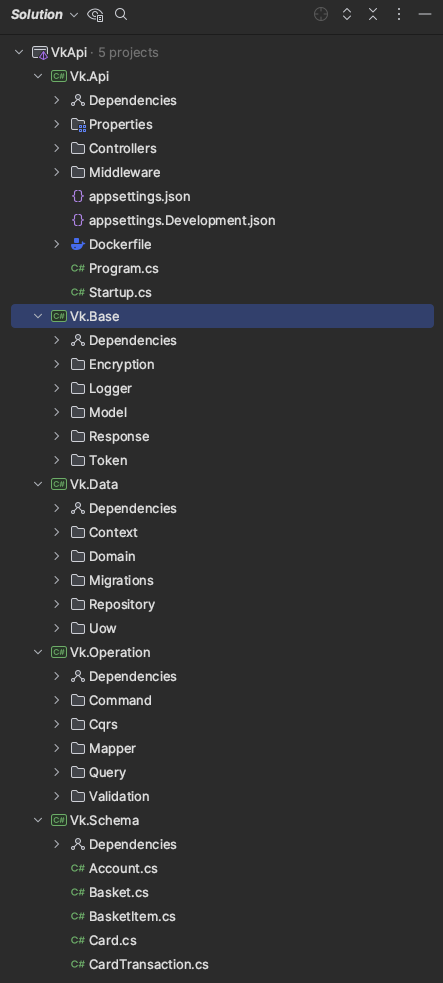 Solution
VkApi · 5 projects
C# Vk.Api
Dependencies
Properties
Controllers
Middleware
{} appsettings.json
{} appsettings.Development.json
Dockerfile
C# Program.cs
C# Startup.cs
C# Vk.Base
Dependencies
Encryption
Logger
Model
Response
Token
C# Vk.Data
Dependencies
Context
Domain
Migrations
Repository
Uow
C# Vk.Operation
Dependencies
Command
Cqrs
Mapper
Query
Validation
C# Vk.Schema
Dependencies
C# Account.cs
C# Basket.cs
C# BasketItem.cs
C# Card.cs
C# CardTransaction.cs